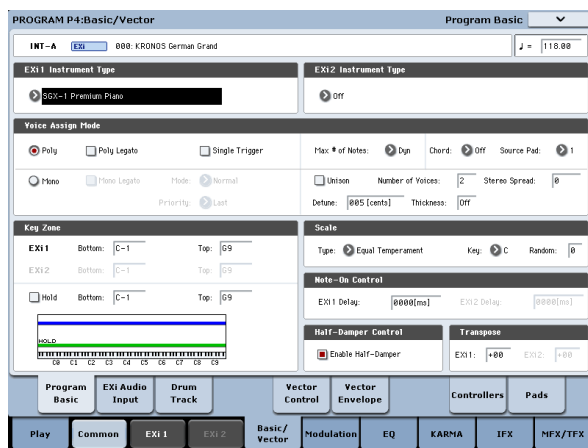 PROGRAM P4:Basic/Vector Program Basic
INT-A EXi 000: KRONOS German Grand ♩ = 118.00
EXi1 Instrument Type EXi2 Instrument Type
SGX-1 Premium Piano Off
Voice Assign Mode
Poly Poly Legato Single Trigger Max # of Notes: Dyn Chord: Off Source Pad: 1
Mono Mono Legato Mode: Normal Unison Number of Voices: 2 Stereo Spread: 0
Priority: Last Detune: 005 [cents] Thickness: Off
Key Zone Scale
EXi1 Bottom: C-1 Top: G9 Type: Equal Temperament Key: C Random: 0
EXi2 Bottom: C-1 Top: G9
Note-On Control
Hold Bottom: C-1 Top: G9 EXi1 Delay: 0000[ms] EXi2 Delay: 0000[ms]
Half-Damper Control Transpose
HOLD Enable Half-Damper EXi1: +00 EXi2: +00
C0 C1 C2 C3 C4 C5 C6 C7 C8 C9
Program Basic EXi Audio Input Drum Track Vector Control Vector Envelope Controllers Pads
Play Common EXi 1 EXi 2 Basic/ Vector Modulation EQ KARMA IFX MFX/TFX